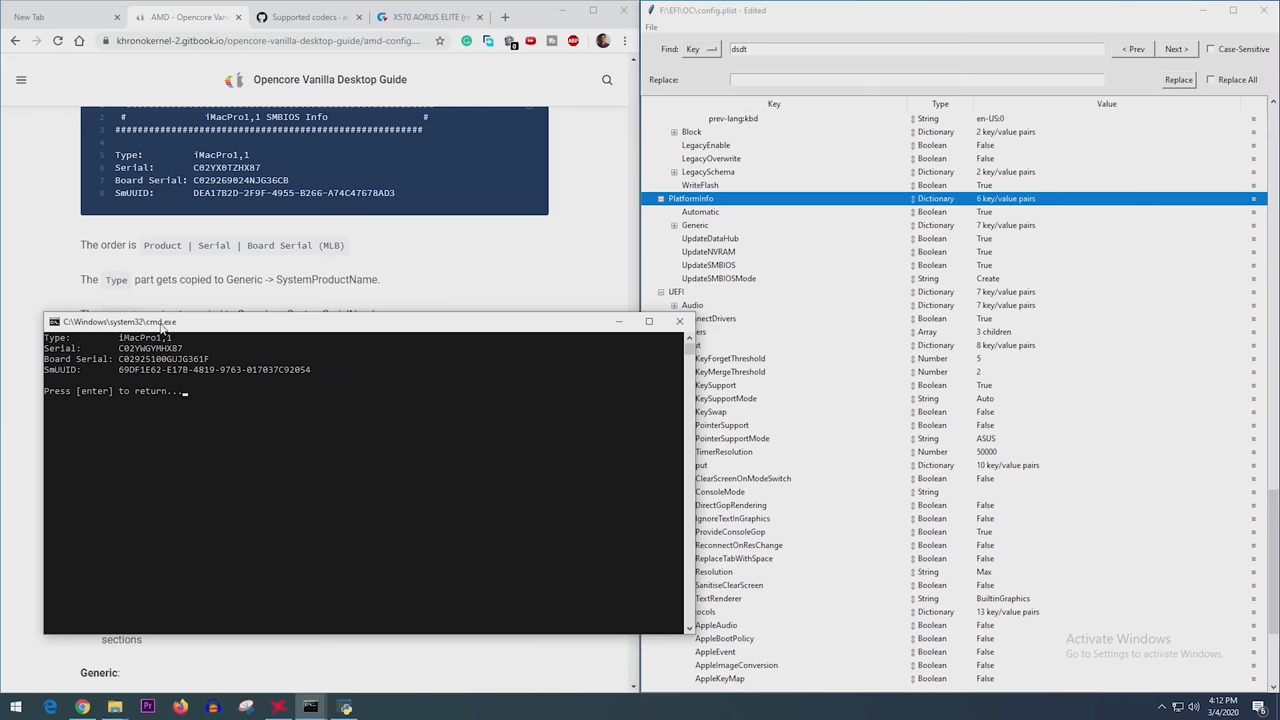 New Tab
AMD - Opencore Van
Supported codecs - a
X570 AORUS ELITE (re
khronokernel-2.gitbook.io/opencore-vanilla-desktop-guide/amd-config...
Opencore Vanilla Desktop Guide
2 # iMacPro1,1 SMBIOS Info #
3 #######################################################
4
5 Type: iMacPro1,1
6 Serial: C02YX0TZHX87
7 Board Serial: C029269024NJG36CB
8 SmUUID: DEA17B2D-2F9F-4955-B266-A74C47678AD3
The order is Product | Serial | Board Serial (MLB)
The Type part gets copied to Generic -> SystemProductName.
C:\Windows\system32\cmd.exe
Type: iMacPro1,1
Serial: C02YWGYMHX87
Board Serial: C02925100GUJG361F
SmUUID: 69DF1E62-E17B-4819-9763-017037C92054
Press [enter] to return..._
sections
Generic:
F:\EFI\OC\config.plist - Edited
File
Find: Key dsdt < Prev Next > Case-Sensitive
Replace: Replace Replace All
Key Type Value
prev-lang:kbd String en-US:0
Block Dictionary 2 key/value pairs
LegacyEnable Boolean False
LegacyOverwrite Boolean False
LegacySchema Dictionary 2 key/value pairs
WriteFlash Boolean True
PlatformInfo Dictionary 6 key/value pairs
Automatic Boolean True
Generic Dictionary 7 key/value pairs
UpdateDataHub Boolean True
UpdateNVRAM Boolean True
UpdateSMBIOS Boolean True
UpdateSMBIOSMode String Create
UEFI Dictionary 7 key/value pairs
Audio Dictionary 7 key/value pairs
nnectDrivers Boolean True
ers Array 3 children
ut Dictionary 8 key/value pairs
KeyForgetThreshold Number 5
KeyMergeThreshold Number 2
KeySupport Boolean True
KeySupportMode String Auto
KeySwap Boolean False
PointerSupport Boolean False
PointerSupportMode String ASUS
TimerResolution Number 50000
put Dictionary 10 key/value pairs
ClearScreenOnModeSwitch Boolean False
ConsoleMode String
DirectGopRendering Boolean False
IgnoreTextInGraphics Boolean False
ProvideConsoleGop Boolean True
ReconnectOnResChange Boolean False
ReplaceTabWithSpace Boolean False
Resolution String Max
SanitiseClearScreen Boolean False
TextRenderer String BuiltinGraphics
ocols Dictionary 13 key/value pairs
AppleAudio Boolean False
AppleBootPolicy Boolean False
AppleEvent Boolean False
AppleImageConversion Boolean False
AppleKeyMap Boolean False
Activate Windows
Go to Settings to activate Windows.
4:12 PM
3/4/2020